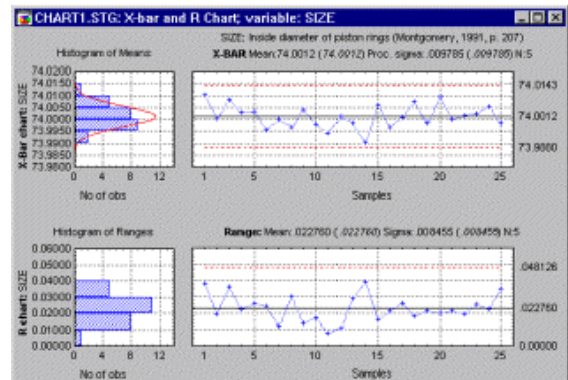 CHART1.STG: X-bar and R Chart; variable: SIZE
SIZE; Inside diameter of piston rings (Montgomery, 1991, p. 207)
Histogram of Means
X-BAR Mean:74.0012 (74.0012) Proc. sigma:.009785 (.009785) N:5
X-Bar chart: SIZE
74.0200
74.0150
74.0100
74.0050
74.0000
73.9950
73.9900
73.9850
73.9800
0 4 8 12
No of obs
74.0143
74.0012
73.9880
1 5 10 15 20 25
Samples
Histogram of Ranges
Range: Mean:.022760 (.022760) Sigma:.008455 (.008455) N:5
R chart: SIZE
0.06000
0.05000
0.04000
0.03000
0.02000
0.01000
0.00000
0 4 8 12
No of obs
.048126
.022760
0.00000
1 5 10 15 20 25
Samples